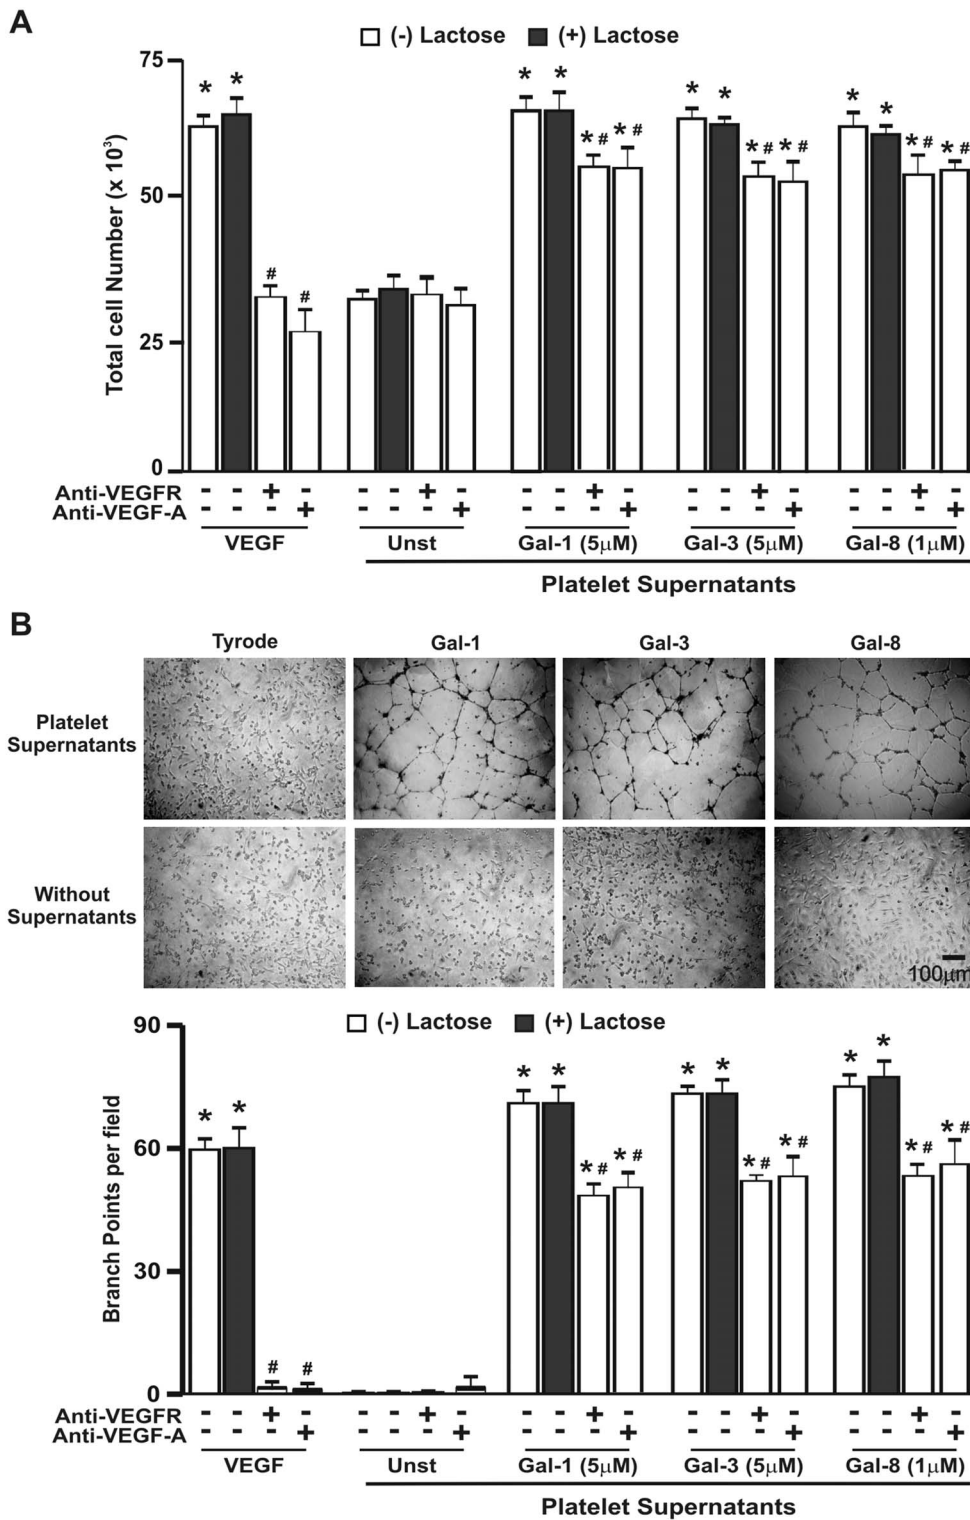 A
(-) Lactose (+) Lactose
75
50
25
0
Total cell Number (x 10³)
* * # # * * *# *# * * *# *# * * *# *#
Anti-VEGFR - - + - - - + - - - + - - - + - - - + -
Anti-VEGF-A - - - + - - - + - - - + - - - + - - - +
VEGF Unst Gal-1 (5μM) Gal-3 (5μM) Gal-8 (1μM)
Platelet Supernatants
B
Tyrode Gal-1 Gal-3 Gal-8
Platelet
Supernatants
Without
Supernatants
100μm
(-) Lactose (+) Lactose
90
60
30
0
Branch Points per field
* * # # * * *# *# * * *# *# * * *# *#
Anti-VEGFR - - + - - - + - - - + - - - + - - - + -
Anti-VEGF-A - - - + - - - + - - - + - - - + - - - +
VEGF Unst Gal-1 (5μM) Gal-3 (5μM) Gal-8 (1μM)
Platelet Supernatants